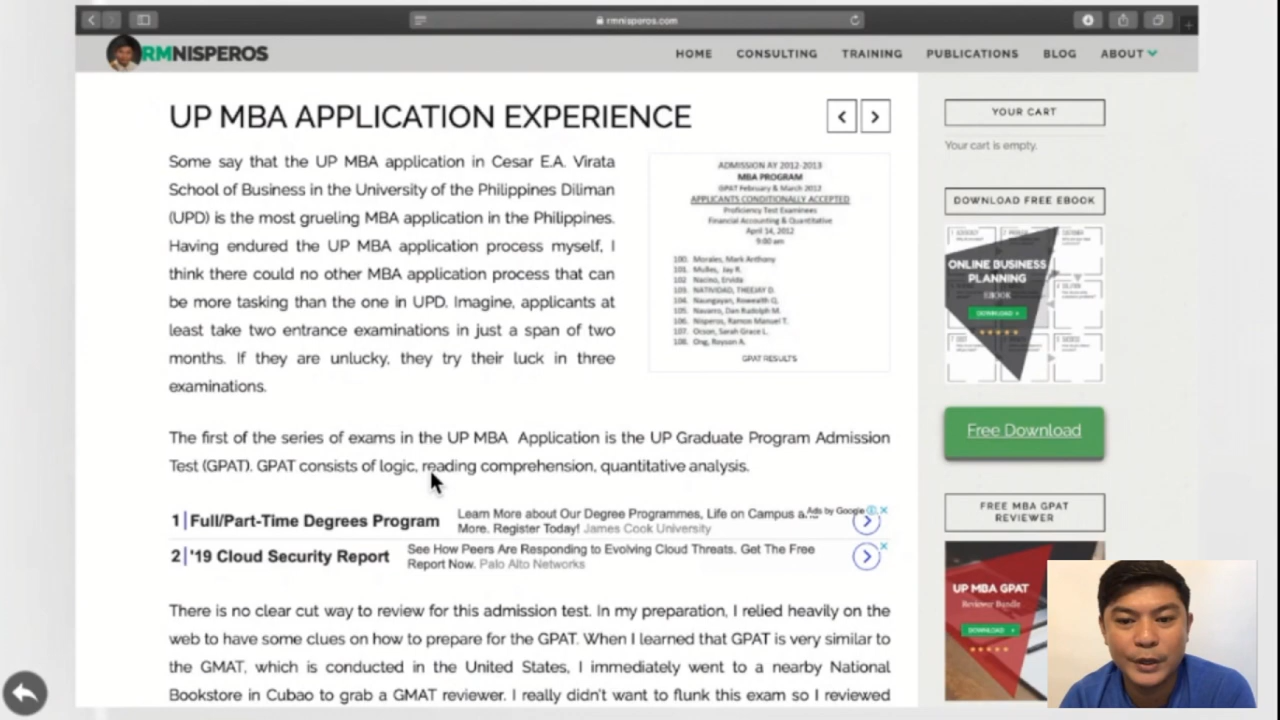 rmnisperos.com
RMNISPEROS
HOME CONSULTING TRAINING PUBLICATIONS BLOG ABOUT
UP MBA APPLICATION EXPERIENCE
Some say that the UP MBA application in Cesar E.A. Virata
School of Business in the University of the Philippines Diliman
(UPD) is the most grueling MBA application in the Philippines.
Having endured the UP MBA application process myself, I
think there could no other MBA application process that can
be more tasking than the one in UPD. Imagine, applicants at
least take two entrance examinations in just a span of two
months. If they are unlucky, they try their luck in three
examinations.
ADMISSION AY 2012-2013
MBA PROGRAM
GPAT February & March 2012
APPLICANTS CONDITIONALLY ACCEPTED
Proficiency Test Examinees
Financial Accounting & Quantitative
April 14, 2012
9:00 am
100. Morales, Mark Anthony
101. Mulles, Jay R.
102. Nacino, Ervida
103. NATIVIDAD, THEEJAY D.
104. Naungayan, Rowealth G.
105. Navarro, Dan Rudolph M.
106. Nisperos, Ramon Manuel T.
107. Ocson, Sarah Grace L.
108. Ong, Royson A.
GPAT RESULTS
The first of the series of exams in the UP MBA Application is the UP Graduate Program Admission
Test (GPAT). GPAT consists of logic, reading comprehension, quantitative analysis.
1 Full/Part-Time Degrees Program
Learn More about Our Degree Programmes, Life on Campus a...
More. Register Today! James Cook University
Ads by Google
2 '19 Cloud Security Report
See How Peers Are Responding to Evolving Cloud Threats. Get The Free
Report Now. Palo Alto Networks
There is no clear cut way to review for this admission test. In my preparation, I relied heavily on the
web to have some clues on how to prepare for the GPAT. When I learned that GPAT is very similar to
the GMAT, which is conducted in the United States, I immediately went to a nearby National
Bookstore in Cubao to grab a GMAT reviewer. I really didn't want to flunk this exam so I reviewed
YOUR CART
Your cart is empty.
DOWNLOAD FREE EBOOK
ONLINE BUSINESS
PLANNING
EBOOK
DOWNLOAD
Free Download
FREE MBA GPAT
REVIEWER
UP MBA GPAT
Reviewer Bundle
DOWNLOAD